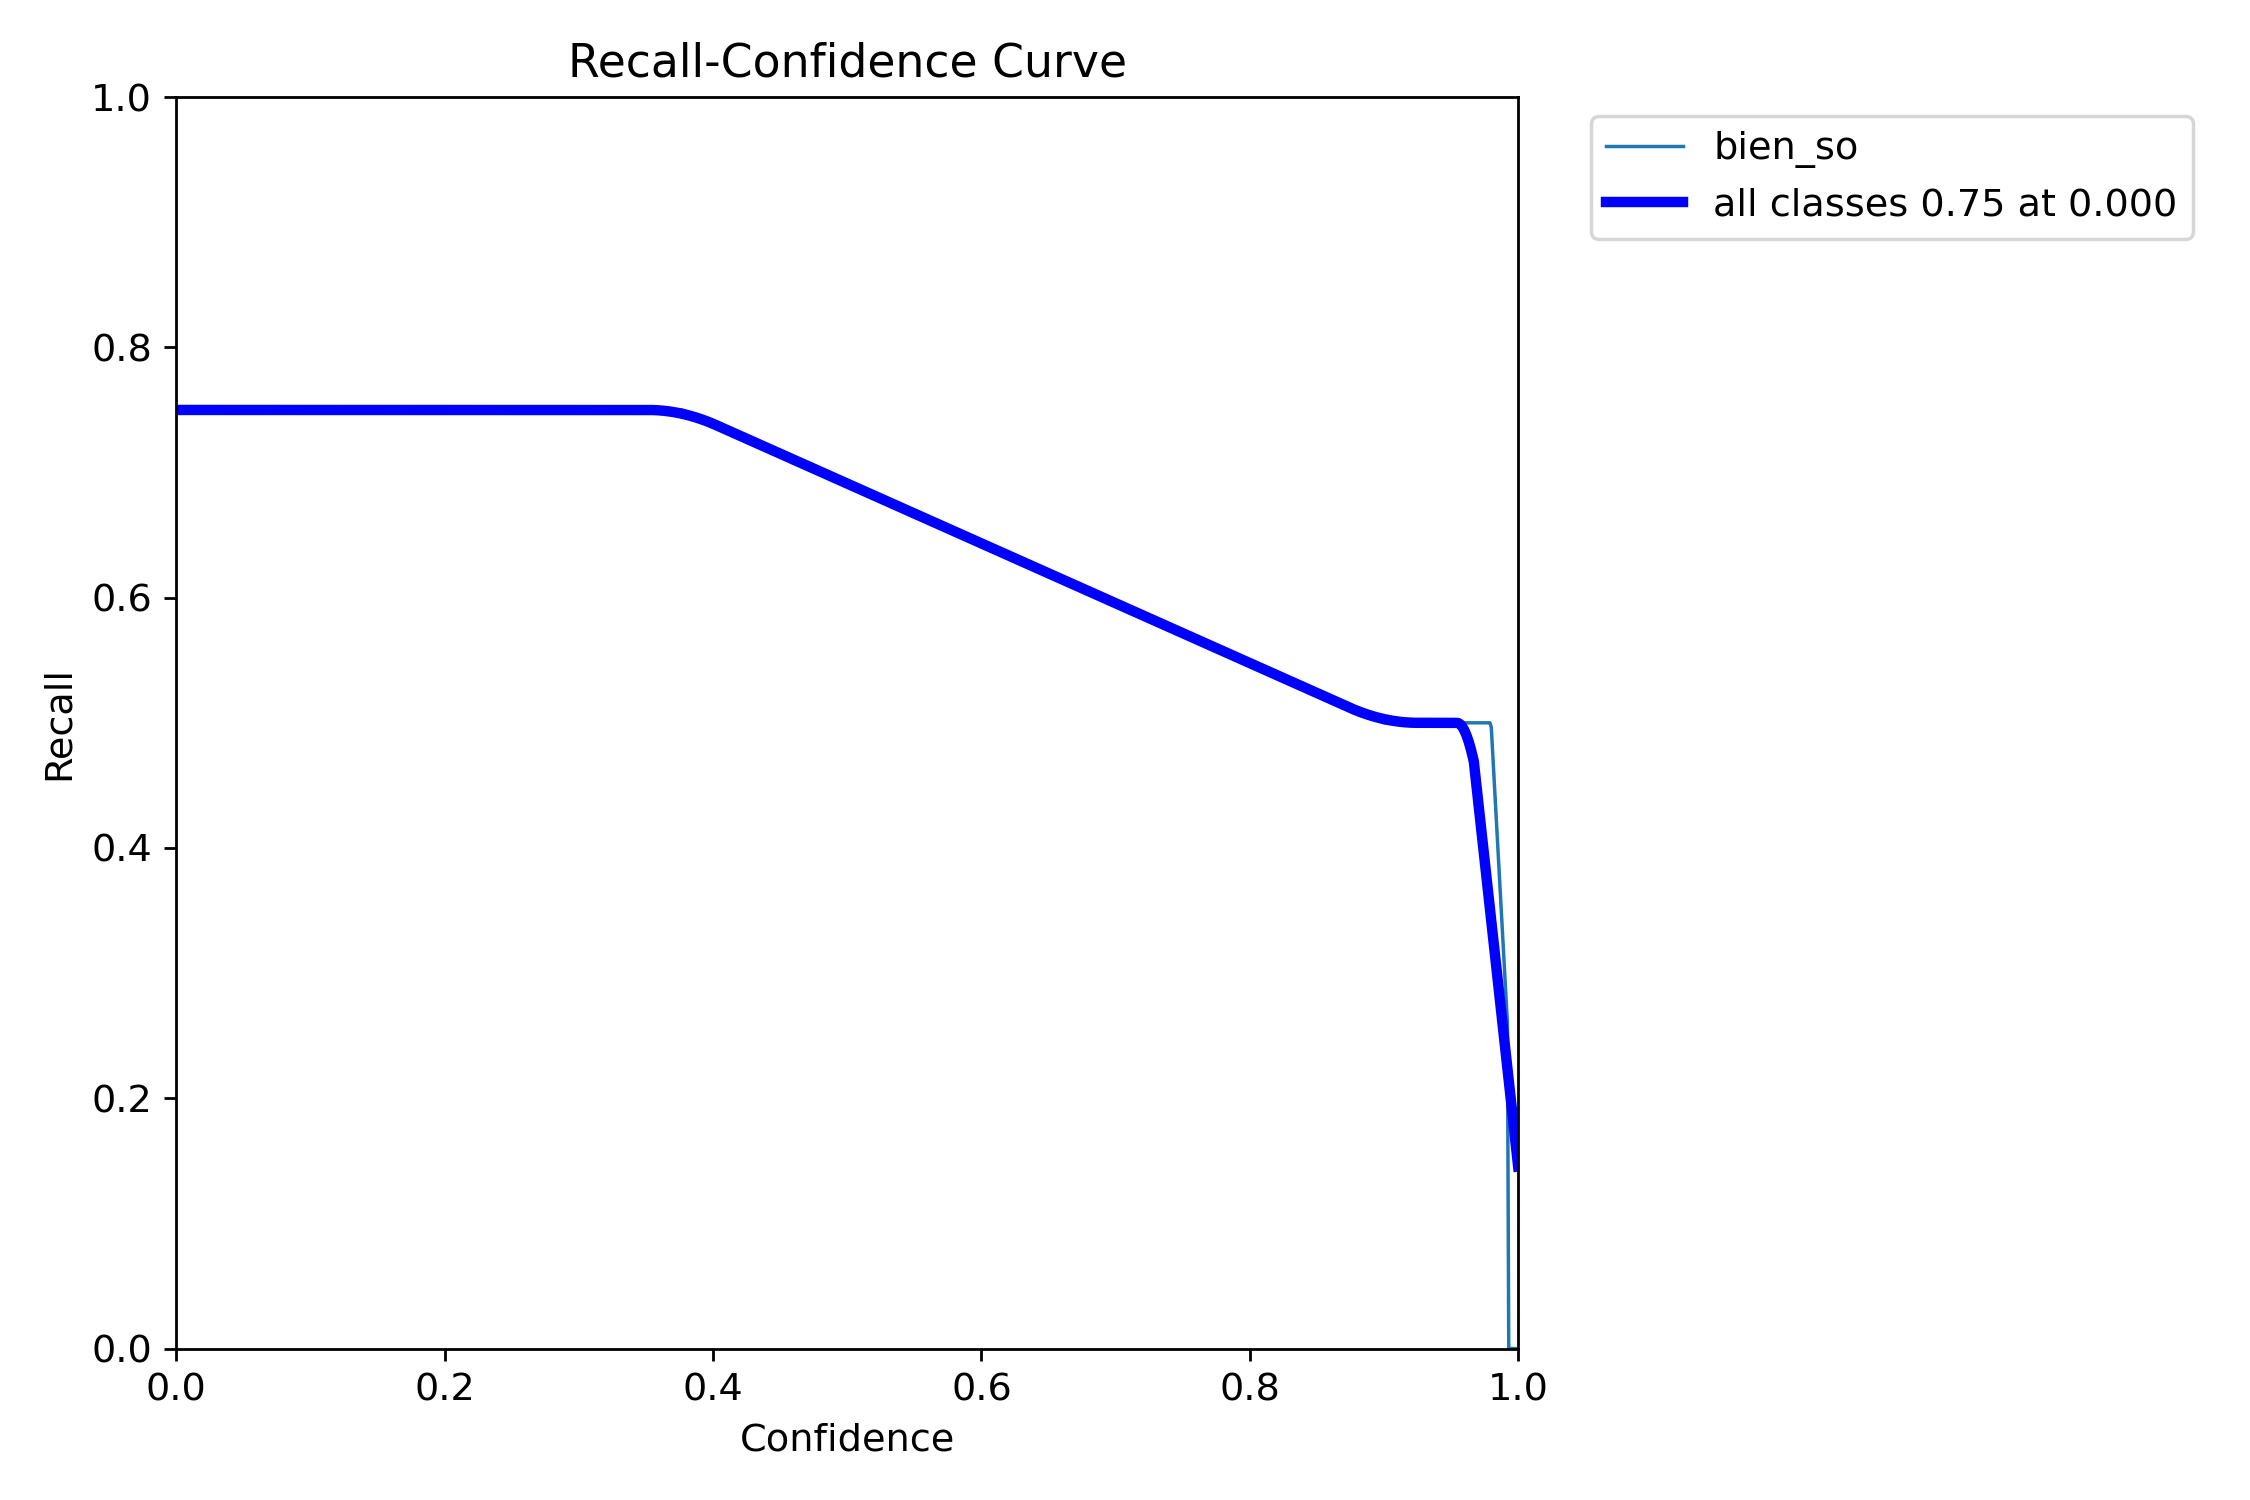 Recall-Confidence Curve
1.0
0.8
0.6
0.4
0.2
0.0
Recall
0.0 0.2 0.4 0.6 0.8 1.0
Confidence
bien_so
all classes 0.75 at 0.000